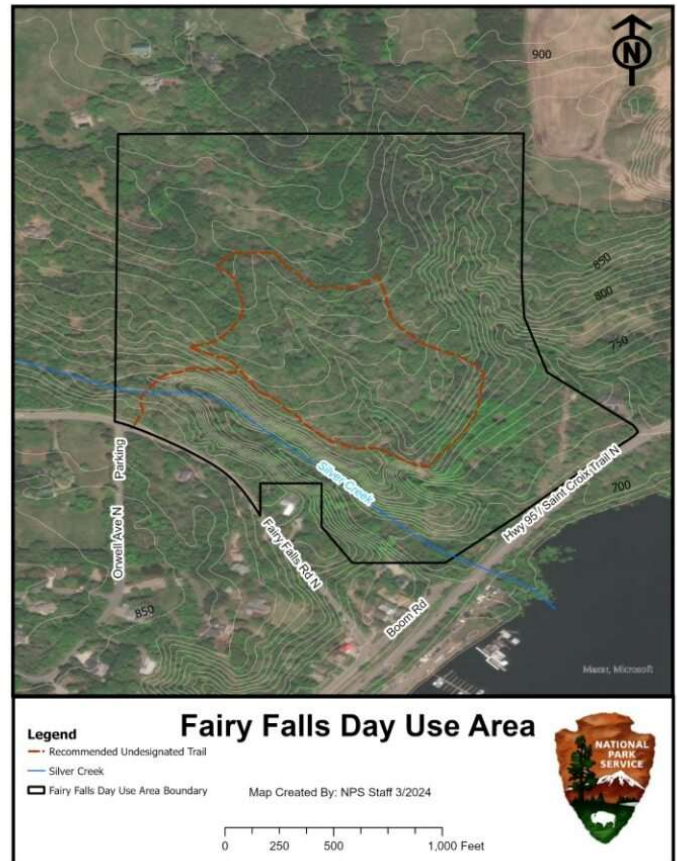 N
900
850
800
750
Parking
Orwell Ave N
Silver Creek
Hwy 95 / Saint Croix Trail N
700
Fairy Falls Rd N
850
Boom Rd
Maxar, Microsoft
Fairy Falls Day Use Area
Legend
Recommended Undesignated Trail
Silver Creek
Fairy Falls Day Use Area Boundary
Map Created By: NPS Staff 3/2024
0 250 500 1,000 Feet
NATIONAL
PARK
SERVICE